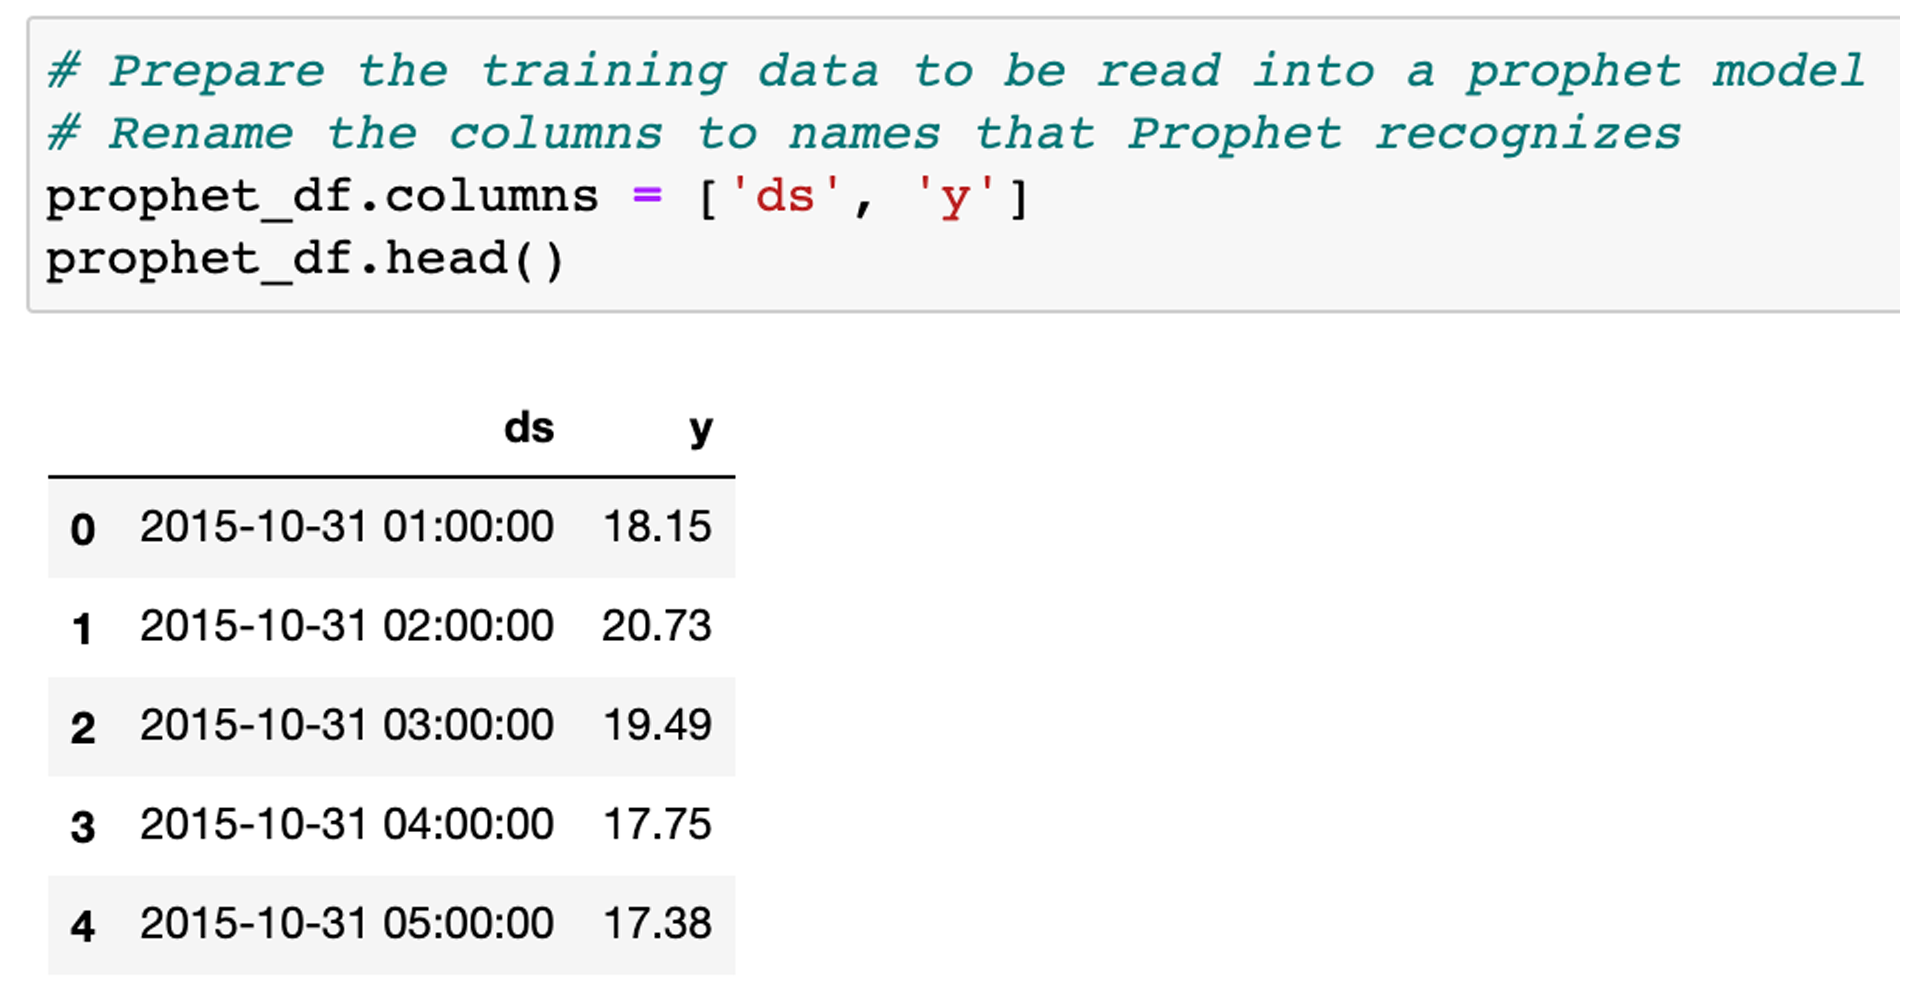 # Prepare the training data to be read into a prophet model
# Rename the columns to names that Prophet recognizes
prophet_df.columns = ['ds', 'y']
prophet_df.head()
ds y
0 2015-10-31 01:00:00 18.15
1 2015-10-31 02:00:00 20.73
2 2015-10-31 03:00:00 19.49
3 2015-10-31 04:00:00 17.75
4 2015-10-31 05:00:00 17.38